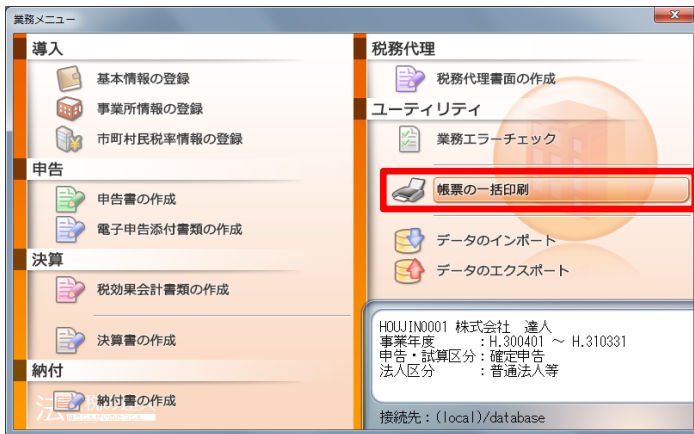 業務メニュー
導入
基本情報の登録
事業所情報の登録
市町村民税率情報の登録
申告
申告書の作成
電子申告添付書類の作成
決算
税効果会計書類の作成
決算書の作成
納付
納付書の作成
税務代理
税務代理書面の作成
ユーティリティ
業務エラーチェック
帳票の一括印刷
データのインポート
データのエクスポート
HOUJIN0001 株式会社 達人
事業年度 :H.300401 ~ H.310331
申告・試算区分:確定申告
法人区分 :普通法人等
接続先:(local)/database